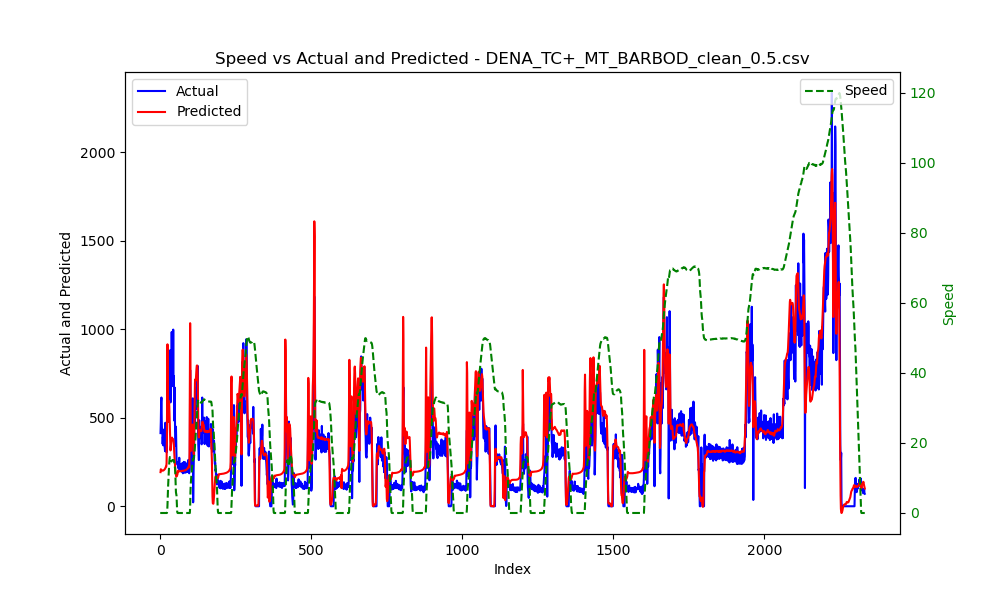 Speed vs Actual and Predicted - DENA_TC+_MT_BARBOD_clean_0.5.csv
Actual
Predicted
Speed
2000
1500
1000
500
0
Actual and Predicted
120
100
80
60
40
20
0
Speed
0 500 1000 1500 2000
Index